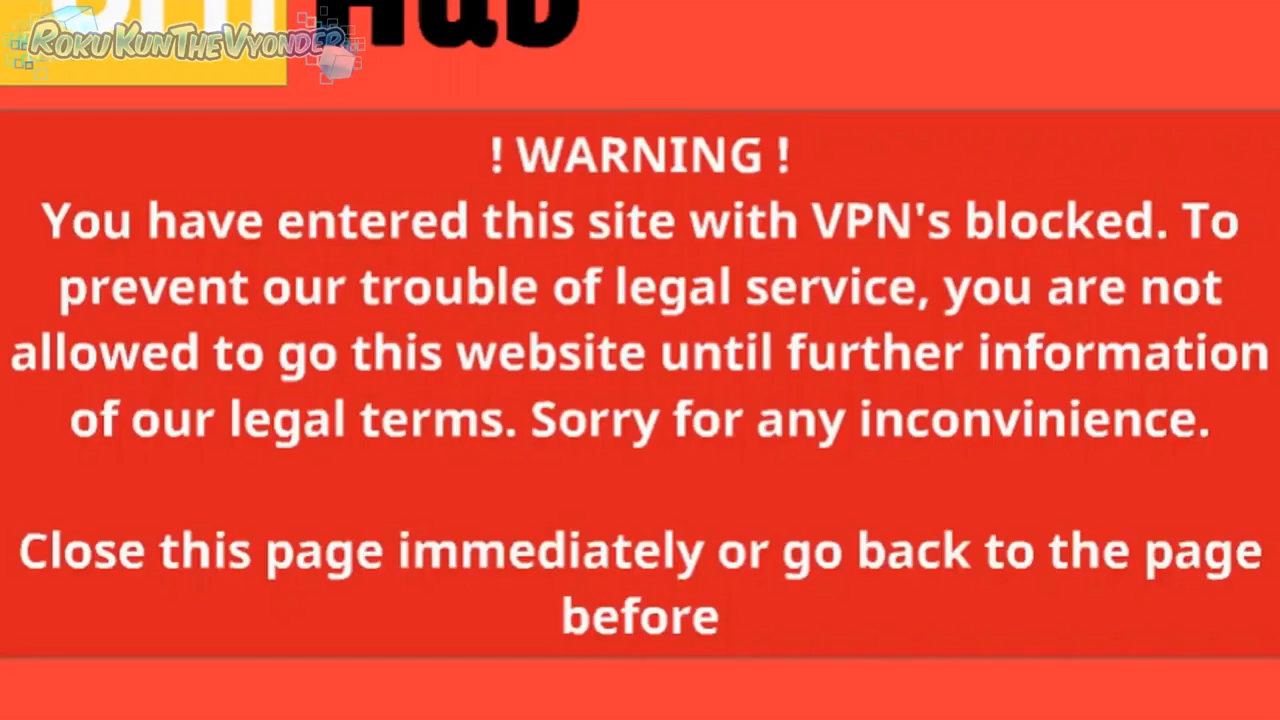 Hub
RokuKunTheVyonder
! WARNING !
You have entered this site with VPN's blocked. To
prevent our trouble of legal service, you are not
allowed to go this website until further information
of our legal terms. Sorry for any inconvinience.
Close this page immediately or go back to the page
before